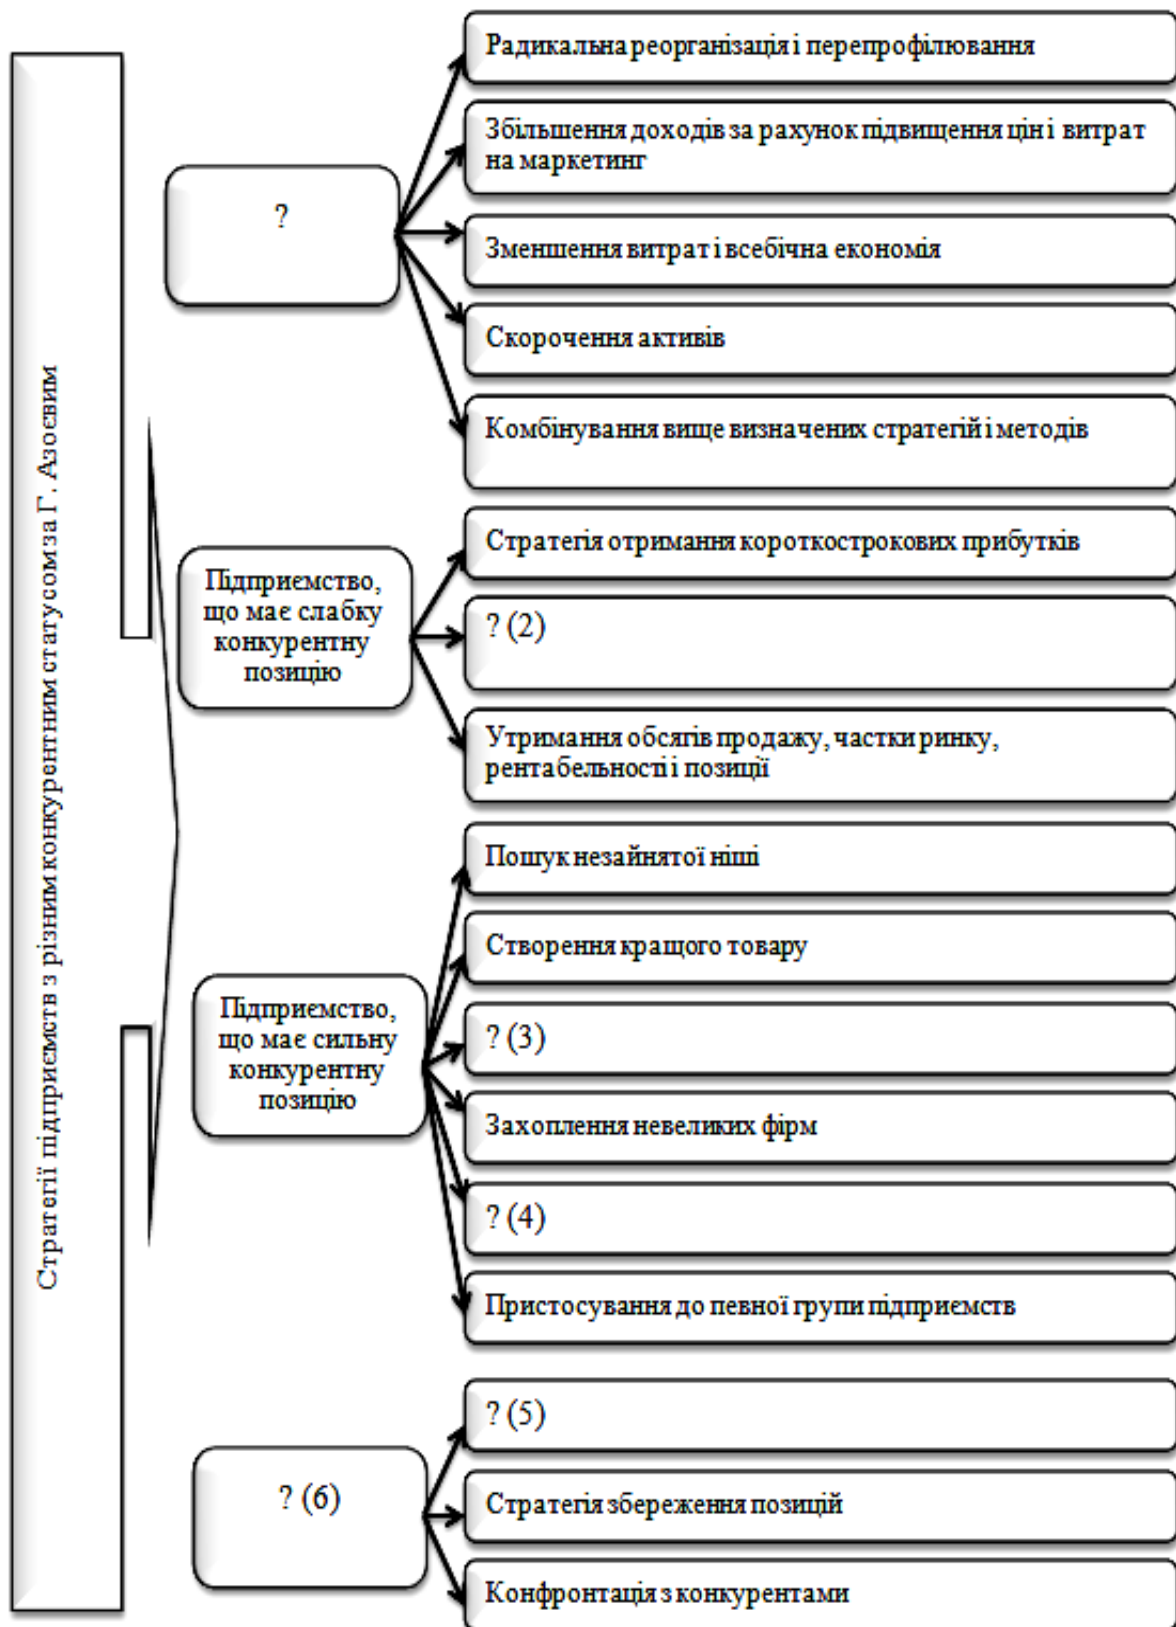 Стратегії підприємств з різним конкурентним статусом за Г. Азоєвим
?
Радикальна реорганізація і перепрофілювання
Збільшення доходів за рахунок підвищення цін і витрат
на маркетинг
Зменшення витрат і всебічна економія
Скорочення активів
Комбінування вище визначених стратегій і методів
Підприємство,
що має слабку
конкурентну
позицію
Стратегія отримання короткострокових прибутків
? (2)
Утримання обсягів продажу, частки ринку,
рентабельності і позиції
Підприємство,
що має сильну
конкурентну
позицію
Пошук незайнятої ніші
Створення кращого товару
? (3)
Захоплення невеликих фірм
? (4)
Пристосування до певної групи підприємств
? (6)
? (5)
Стратегія збереження позицій
Конфронтація з конкурентами